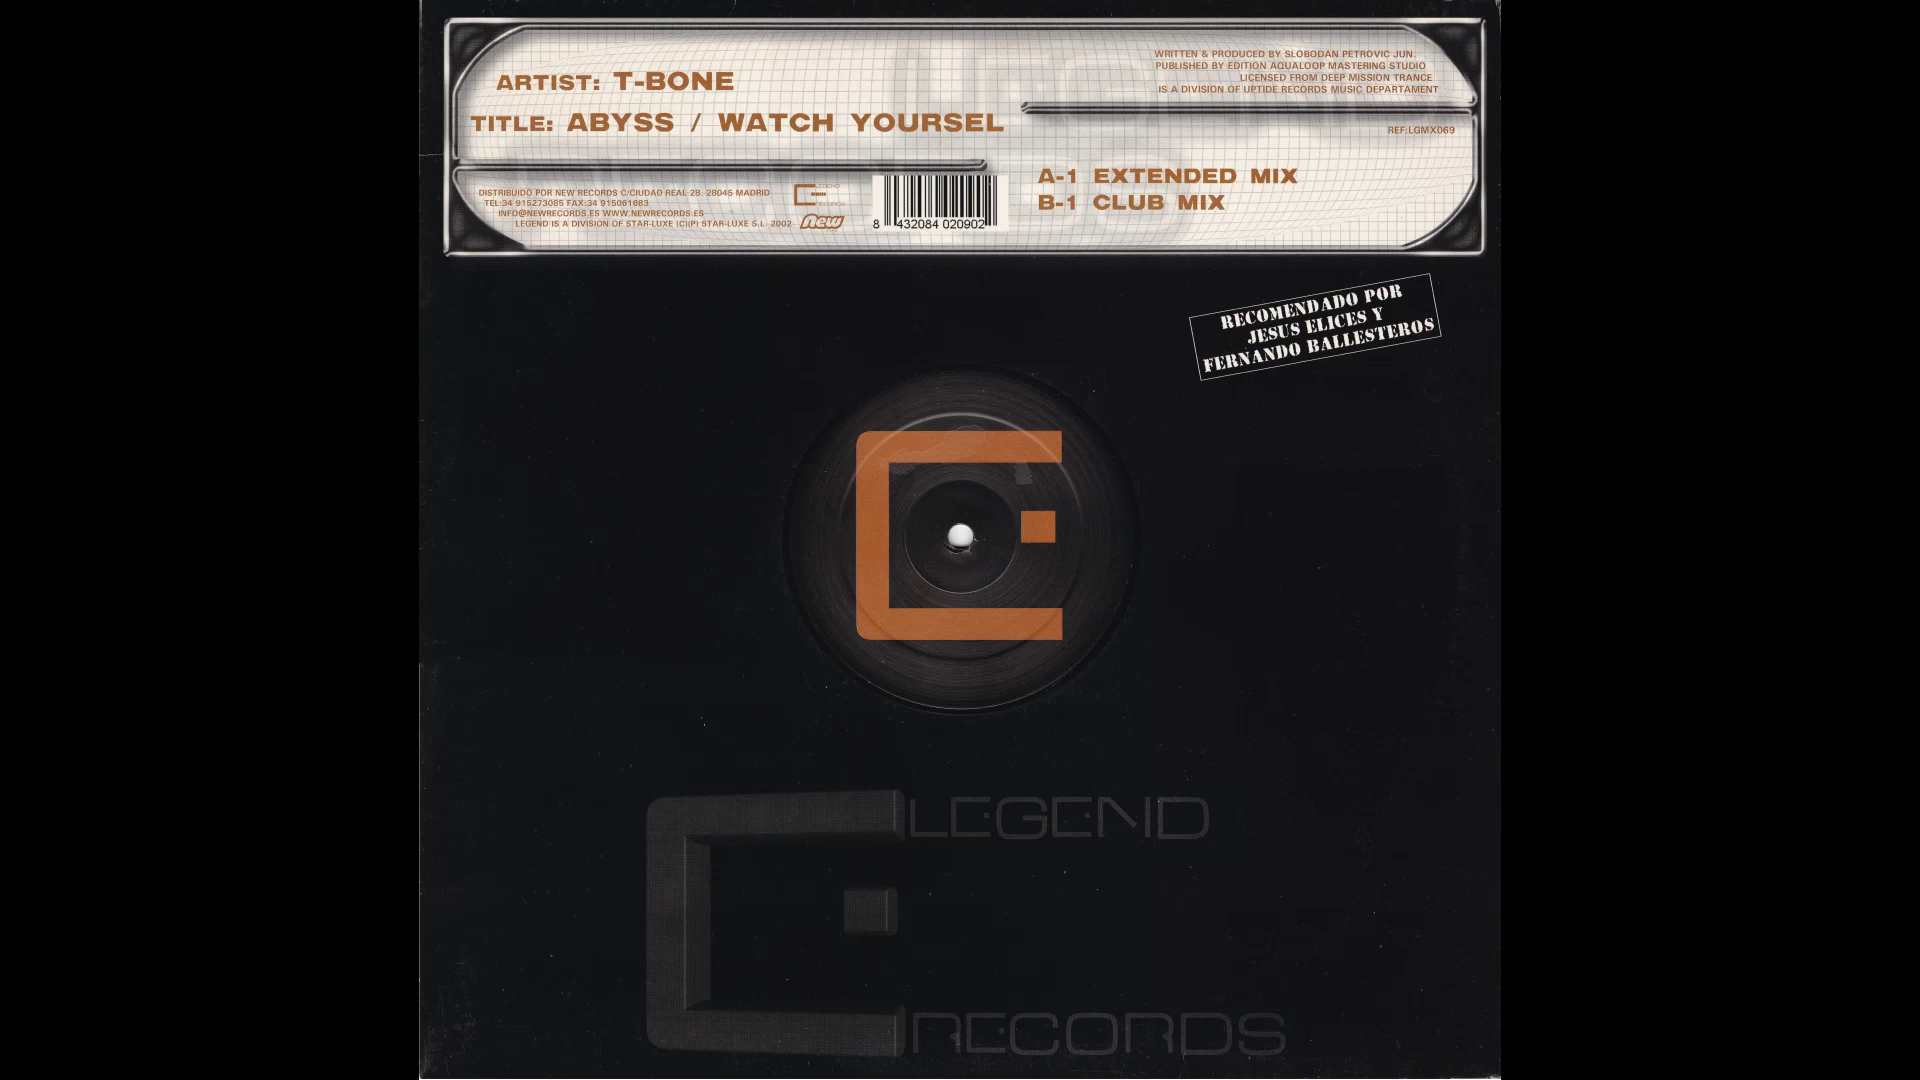 ARTIST: T-BONE
TITLE: ABYSS / WATCH YOURSEL
WRITTEN & PRODUCED BY SLOBODAN PETROVIC JUN.
PUBLISHED BY EDITION AQUALOOP MASTERING STUDIO
LICENSED FROM DEEP MISSION TRANCE
IS A DIVISION OF UPTIDE RECORDS MUSIC DEPARTAMENT
REF:LGMX069
A-1 EXTENDED MIX
B-1 CLUB MIX
DISTRIBUIDO POR NEW RECORDS C/CIUDAD REAL 28. 28045 MADRID
TEL:34 915273085 FAX:34 915061663
INFO@NEWRECORDS.ES WWW.NEWRECORDS.ES
LEGEND IS A DIVISION OF STAR-LUXE (C)(P) STAR-LUXE S.L. 2002
LEGEND
RECORDS
new
8 432084 020902
RECOMENDADO POR
JESUS ELICES Y
FERNANDO BALLESTEROS
LEGEND
RECORDS